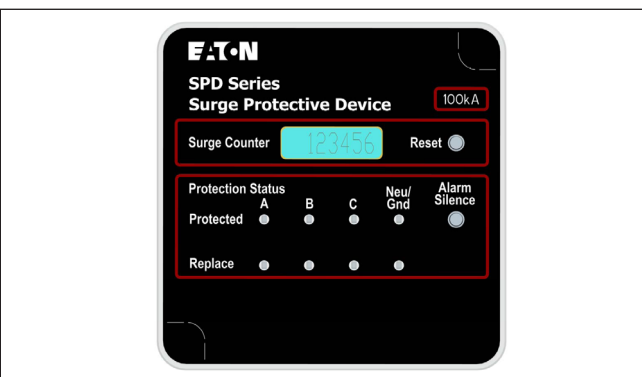 EATON
SPD Series
Surge Protective Device
100kA
Surge Counter 123456 Reset
Protection Status
A B C Neu/
Gnd Alarm
Silence
Protected
Replace